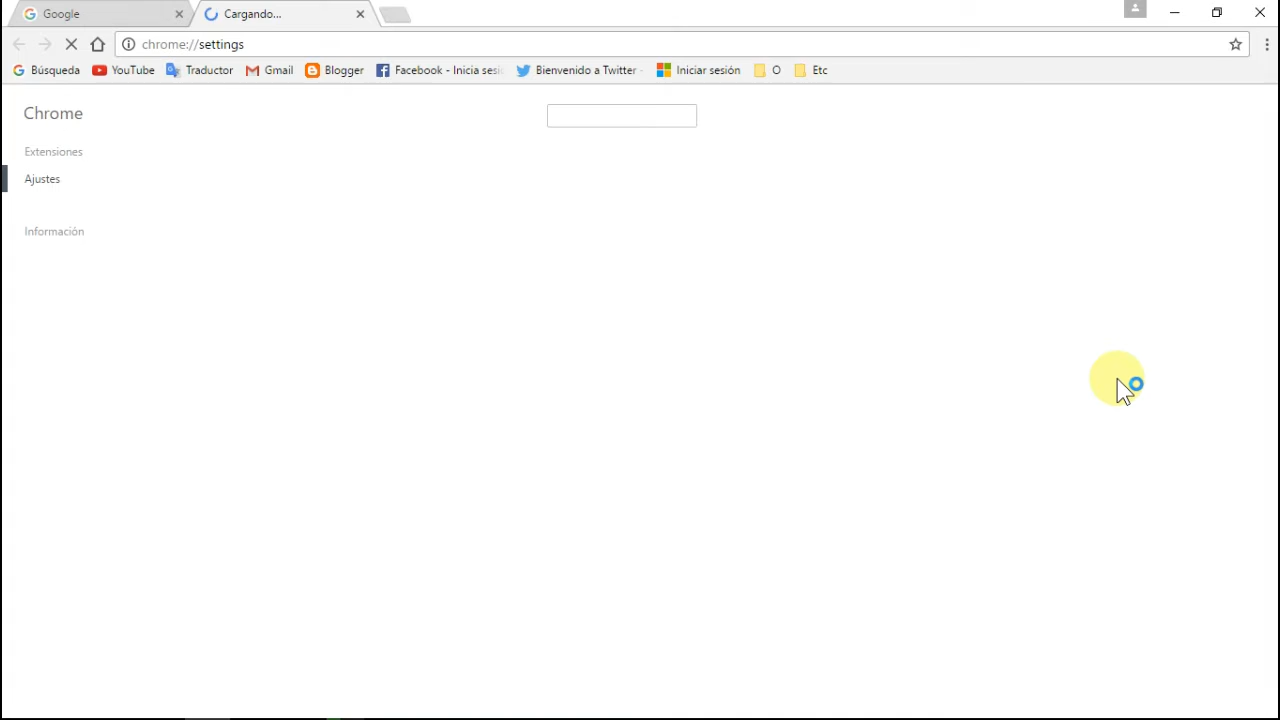 Google
Cargando...
chrome://settings
Búsqueda YouTube Traductor Gmail Blogger Facebook - Inicia sesi Bienvenido a Twitter Iniciar sesión O Etc
Chrome
Extensiones
Ajustes
Información